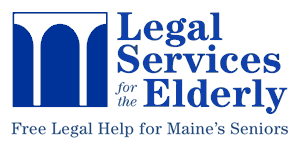 Legal
Services
for the Elderly
Free Legal Help for Maine's Seniors